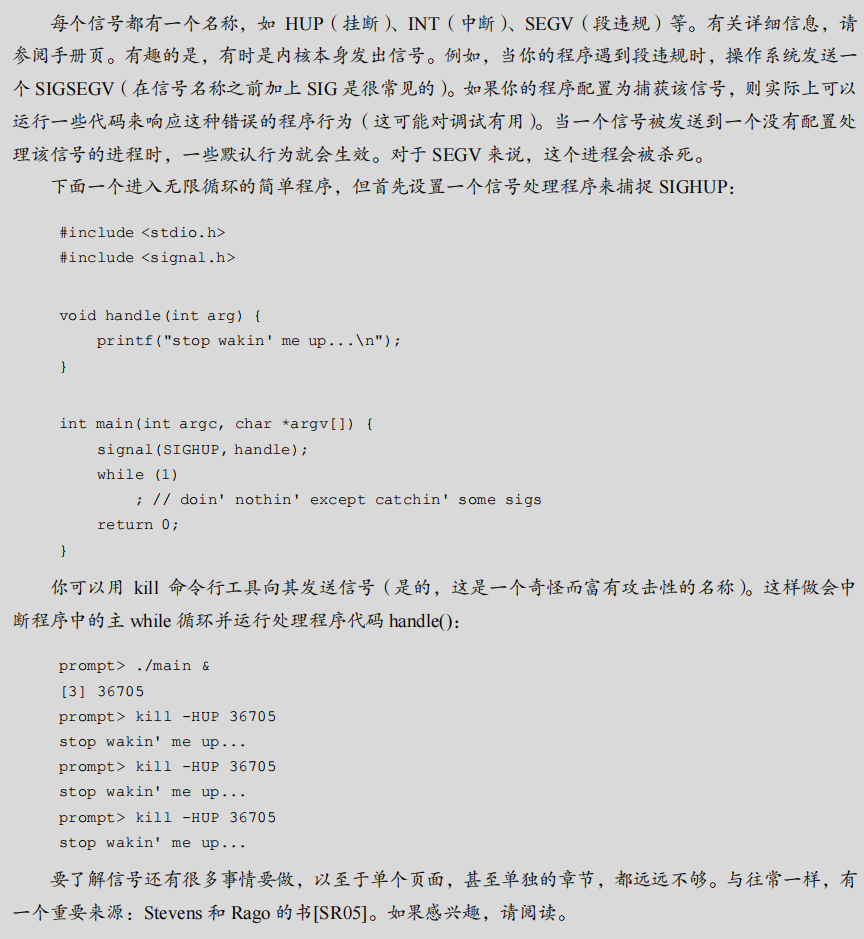 每个信号都有一个名称，如 HUP（挂断）、INT（中断）、SEGV（段违规）等。有关详细信息，请
参阅手册页。有趣的是，有时是内核本身发出信号。例如，当你的程序遇到段违规时，操作系统发送一
个 SIGSEGV（在信号名称之前加上 SIG 是很常见的）。如果你的程序配置为捕获该信号，则实际上可以
运行一些代码来响应这种错误的程序行为（这可能对调试有用）。当一个信号被发送到一个没有配置处
理该信号的进程时，一些默认行为就会生效。对于 SEGV 来说，这个进程会被杀死。
下面一个进入无限循环的简单程序，但首先设置一个信号处理程序来捕捉 SIGHUP：
#include <stdio.h>
#include <signal.h>
void handle(int arg) {
    printf("stop wakin' me up...\n");
}
int main(int argc, char *argv[]) {
    signal(SIGHUP, handle);
    while (1)
        ; // doin' nothin' except catchin' some sigs
    return 0;
}
你可以用 kill 命令行工具向其发送信号（是的，这是一个奇怪而富有攻击性的名称）。这样做会中
断程序中的主 while 循环并运行处理程序代码 handle()：
prompt> ./main &
[3] 36705
prompt> kill -HUP 36705
stop wakin' me up...
prompt> kill -HUP 36705
stop wakin' me up...
prompt> kill -HUP 36705
stop wakin' me up...
要了解信号还有很多事情要做，以至于单个页面，甚至单独的章节，都远远不够。与往常一样，有
一个重要来源：Stevens 和 Rago 的书[SR05]。如果感兴趣，请阅读。